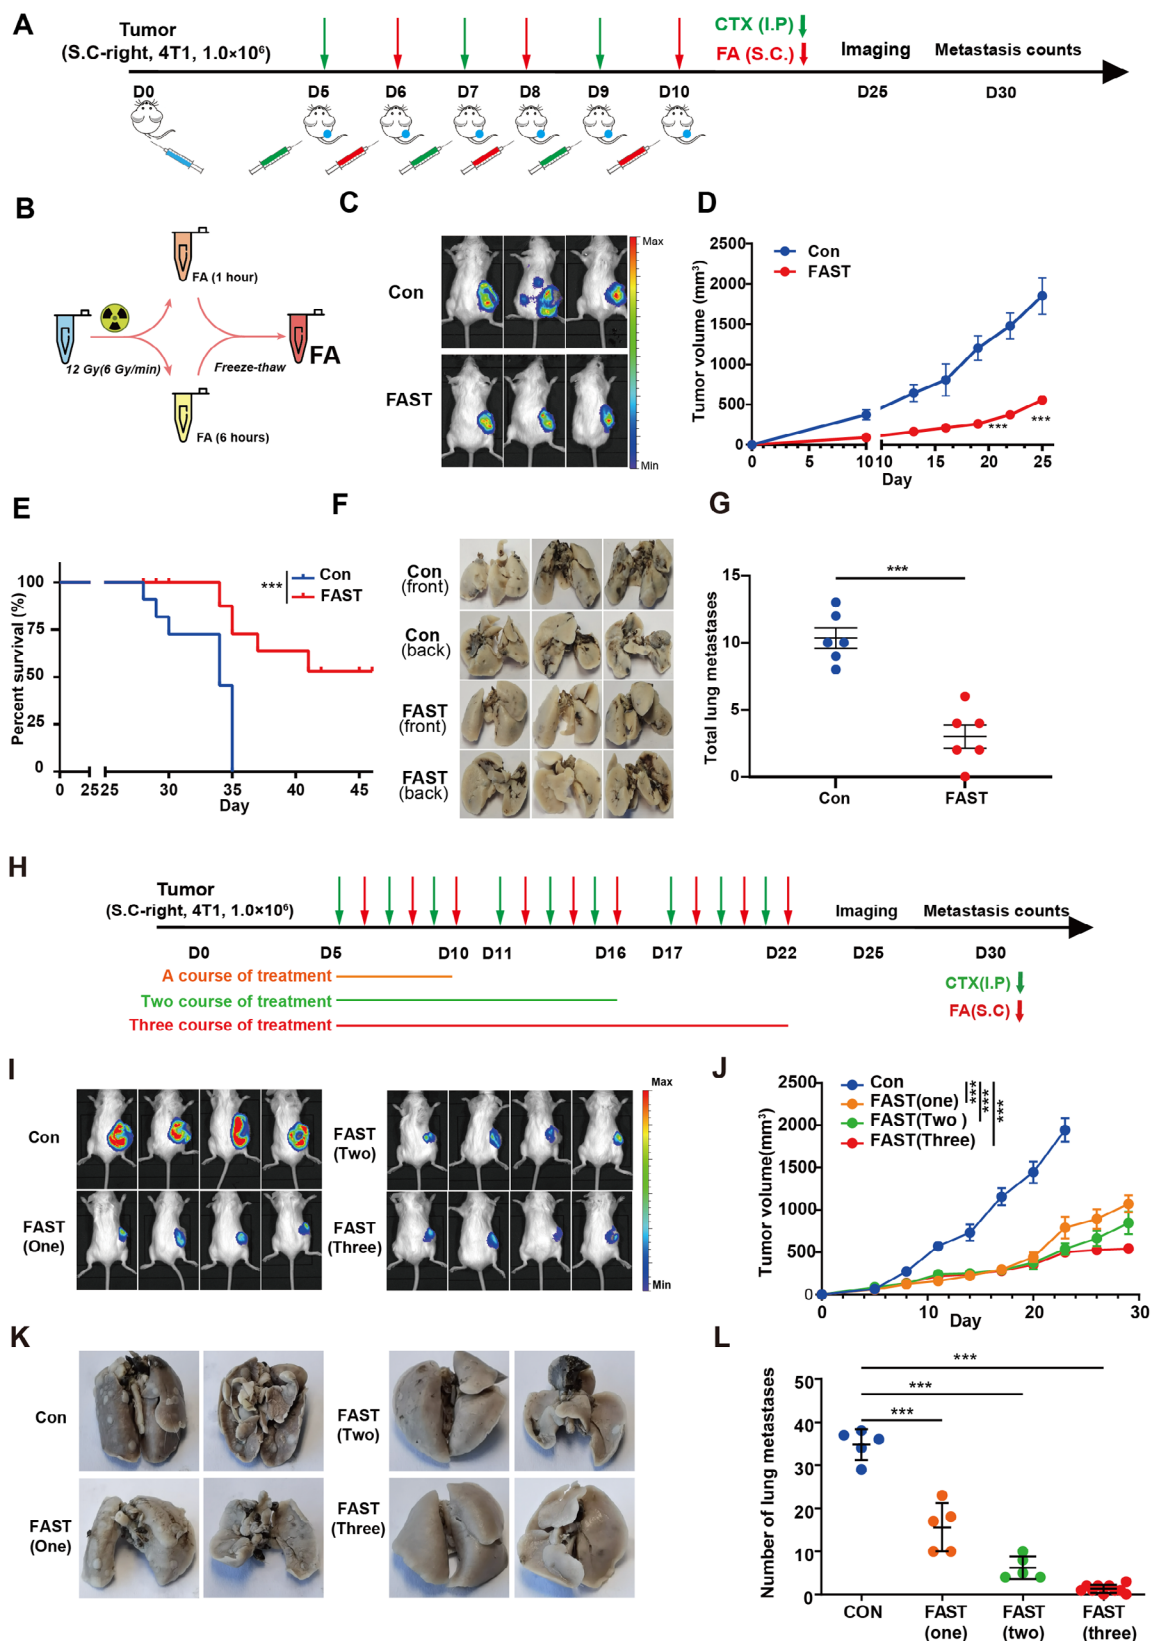 A
Tumor
(S.C-right, 4T1, 1.0×10⁶)
CTX (I.P)
FA (S.C.)
Imaging
Metastasis counts
D0
D5
D6
D7
D8
D9
D10
D25
D30
B
FA (1 hour)
12 Gy(6 Gy/min)
Freeze-thaw
FA
FA (6 hours)
C
Con
FAST
Max
Min
D
Tumor volume (mm³)
2500
2000
1500
1000
500
0
Con
FAST
***
***
0
5
10
10
15
20
25
Day
E
Percent survival (%)
100
75
50
25
0
***
Con
FAST
0
25
25
30
35
40
45
Day
F
Con
(front)
Con
(back)
FAST
(front)
FAST
(back)
G
Total lung metastases
15
10
5
0
***
Con
FAST
H
Tumor
(S.C-right, 4T1, 1.0×10⁶)
Imaging
Metastasis counts
D0
D5
D10
D11
D16
D17
D22
D25
D30
A course of treatment
Two course of treatment
Three course of treatment
CTX(I.P)
FA(S.C)
I
Con
FAST
(One)
FAST
(Two)
FAST
(Three)
Max
Min
J
Tumor volume(mm³)
2500
2000
1500
1000
500
0
Con
FAST(one)
FAST(Two )
FAST(Three)
***
***
***
0
10
20
30
Day
K
Con
FAST
(One)
FAST
(Two)
FAST
(Three)
L
Number of lung metastases
50
40
30
20
10
0
***
***
***
CON
FAST
(one)
FAST
(two)
FAST
(three)